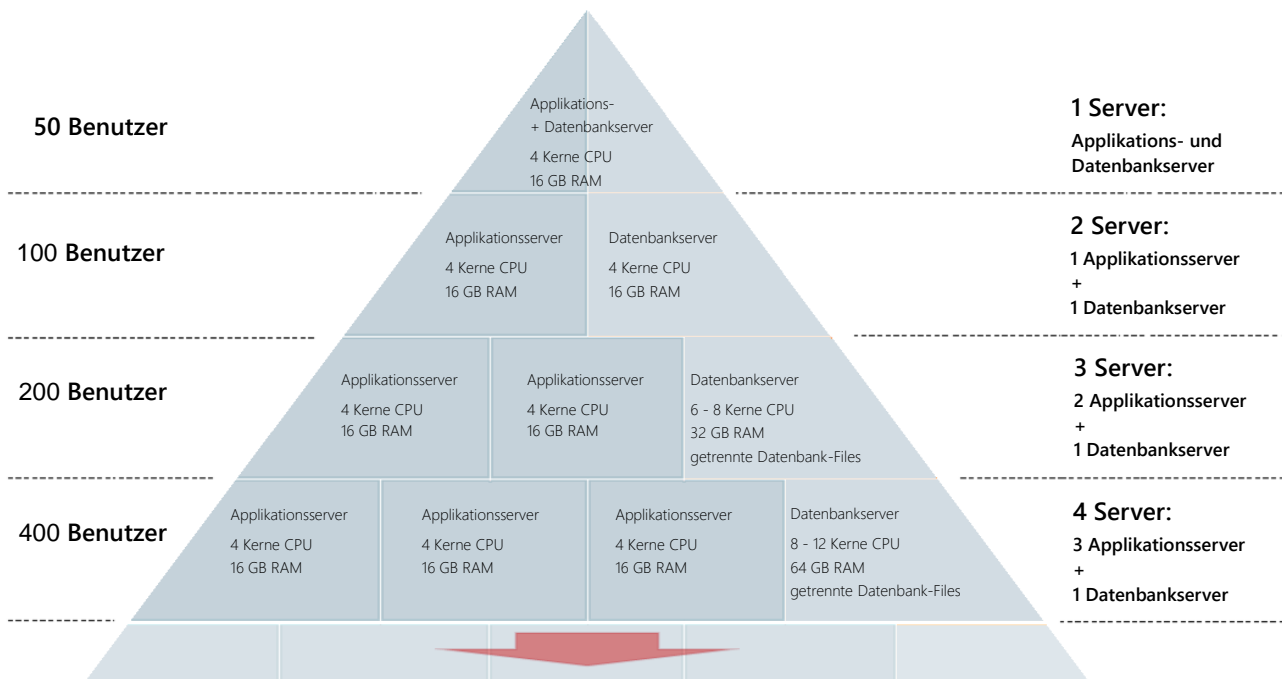 50 Benutzer
Applikations-
+ Datenbankserver
4 Kerne CPU
16 GB RAM
1 Server:
Applikations- und
Datenbankserver
100 Benutzer
Applikationsserver
4 Kerne CPU
16 GB RAM
Datenbankserver
4 Kerne CPU
16 GB RAM
2 Server:
1 Applikationsserver
+
1 Datenbankserver
200 Benutzer
Applikationsserver
4 Kerne CPU
16 GB RAM
Applikationsserver
4 Kerne CPU
16 GB RAM
Datenbankserver
6 - 8 Kerne CPU
32 GB RAM
getrennte Datenbank-Files
3 Server:
2 Applikationsserver
+
1 Datenbankserver
400 Benutzer
Applikationsserver
4 Kerne CPU
16 GB RAM
Applikationsserver
4 Kerne CPU
16 GB RAM
Applikationsserver
4 Kerne CPU
16 GB RAM
Datenbankserver
8 - 12 Kerne CPU
64 GB RAM
getrennte Datenbank-Files
4 Server:
3 Applikationsserver
+
1 Datenbankserver